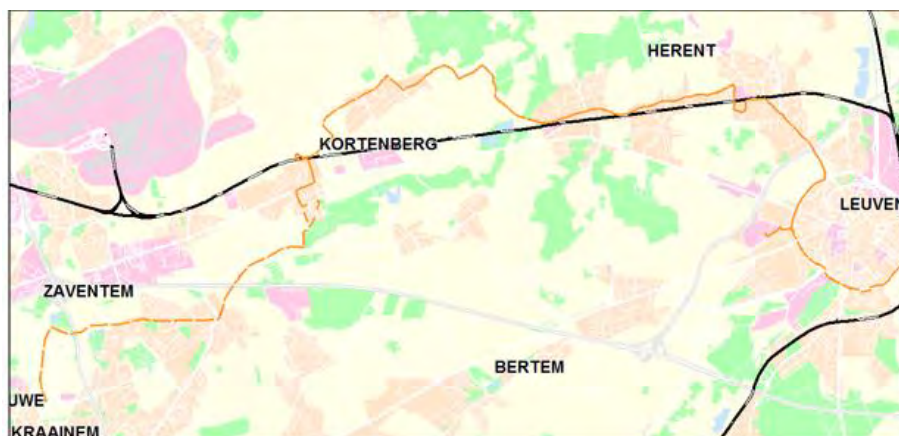 HERENT
KORTENBERG
LEUVEN
ZAVENTEM
BERTEM
UWE
KRAAINEM